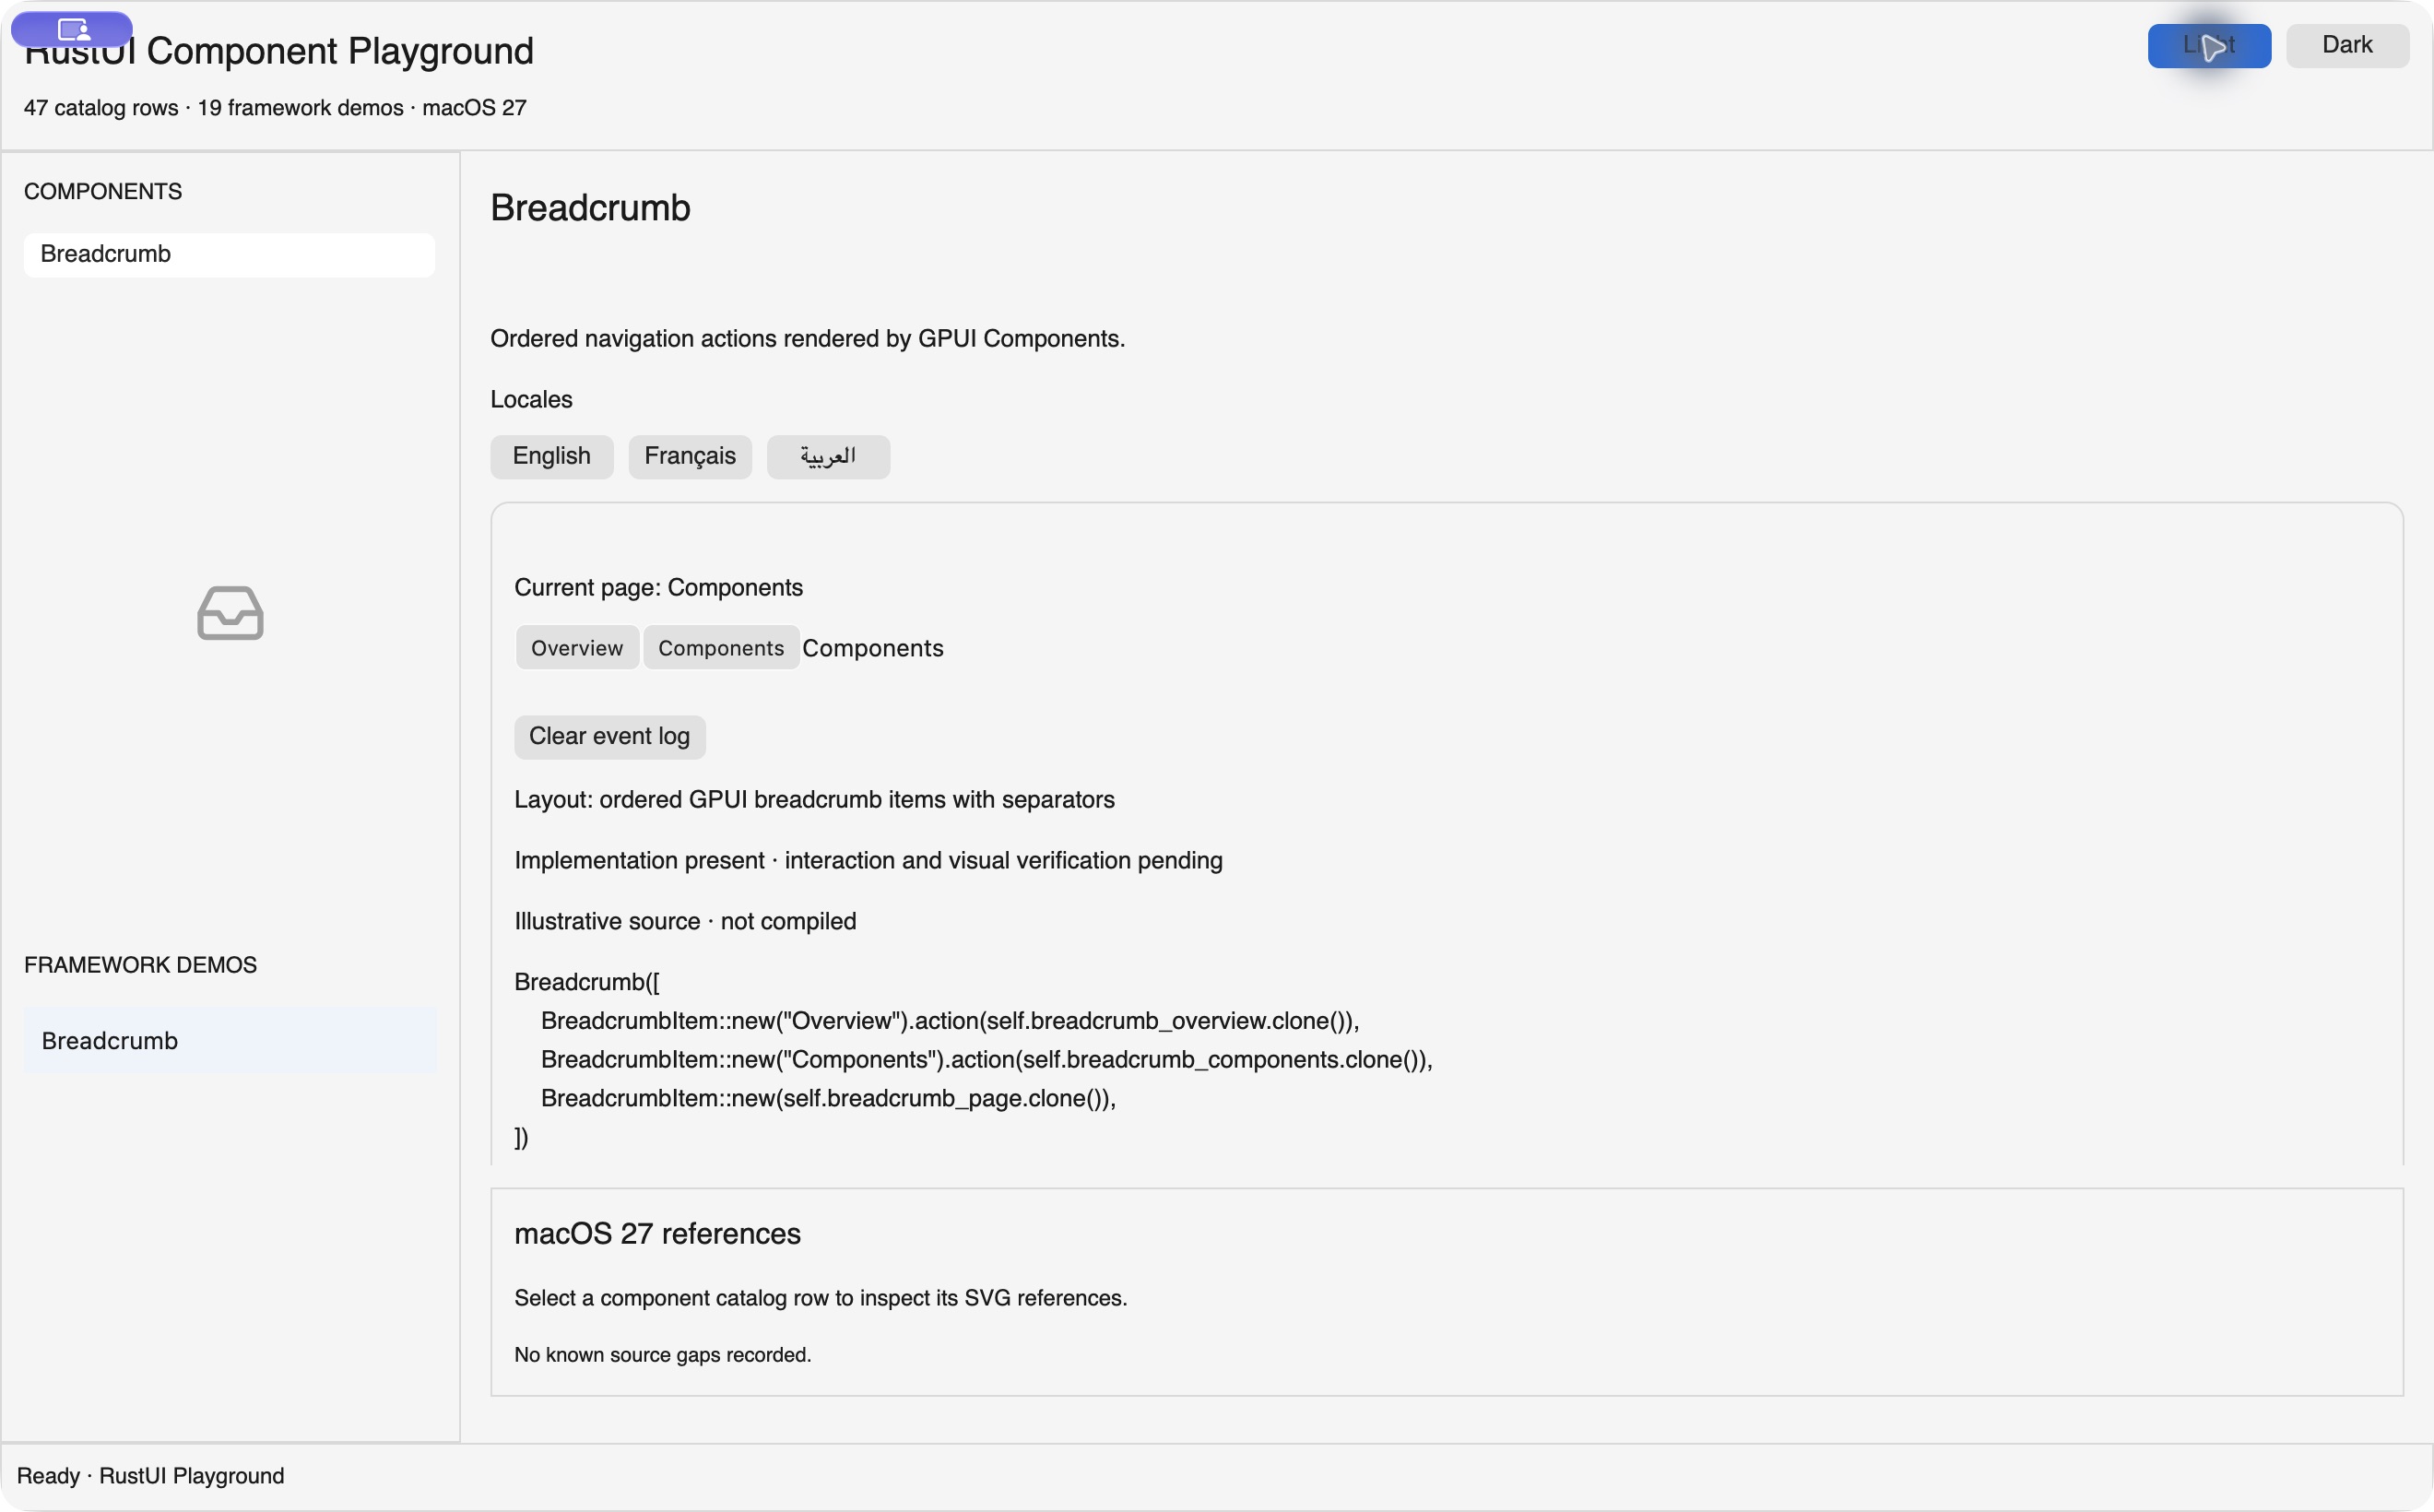 RustUI Component Playground
Light
Dark
47 catalog rows · 19 framework demos · macOS 27
COMPONENTS
Breadcrumb
FRAMEWORK DEMOS
Breadcrumb
Breadcrumb
Ordered navigation actions rendered by GPUI Components.
Locales
English Français العربية
Current page: Components
Overview Components Components
Clear event log
Layout: ordered GPUI breadcrumb items with separators
Implementation present · interaction and visual verification pending
Illustrative source · not compiled
Breadcrumb([
    BreadcrumbItem::new("Overview").action(self.breadcrumb_overview.clone()),
    BreadcrumbItem::new("Components").action(self.breadcrumb_components.clone()),
    BreadcrumbItem::new(self.breadcrumb_page.clone()),
])
macOS 27 references
Select a component catalog row to inspect its SVG references.
No known source gaps recorded.
Ready · RustUI Playground